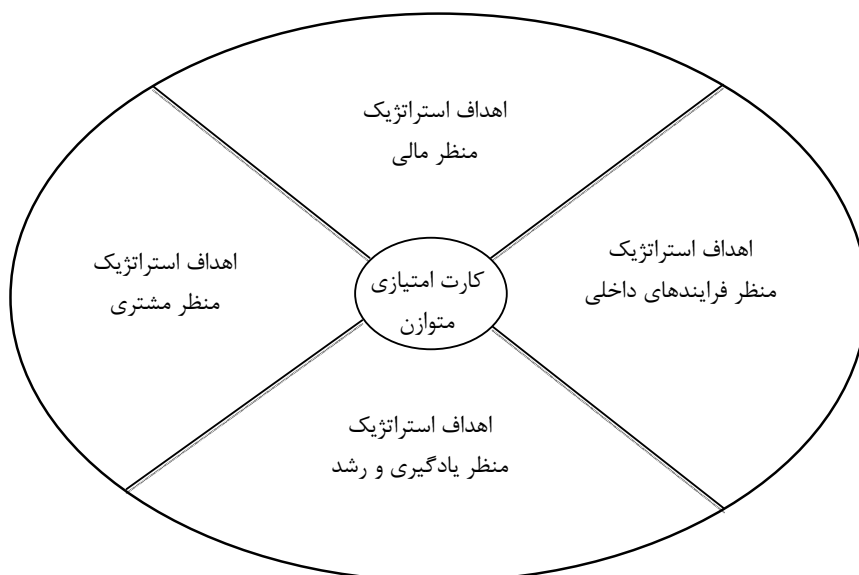 اهداف استراتژیک
منظر مالی
اهداف استراتژیک
منظر فرایندهای داخلی
کارت امتیازی
متوازن
اهداف استراتژیک
منظر مشتری
اهداف استراتژیک
منظر یادگیری و رشد